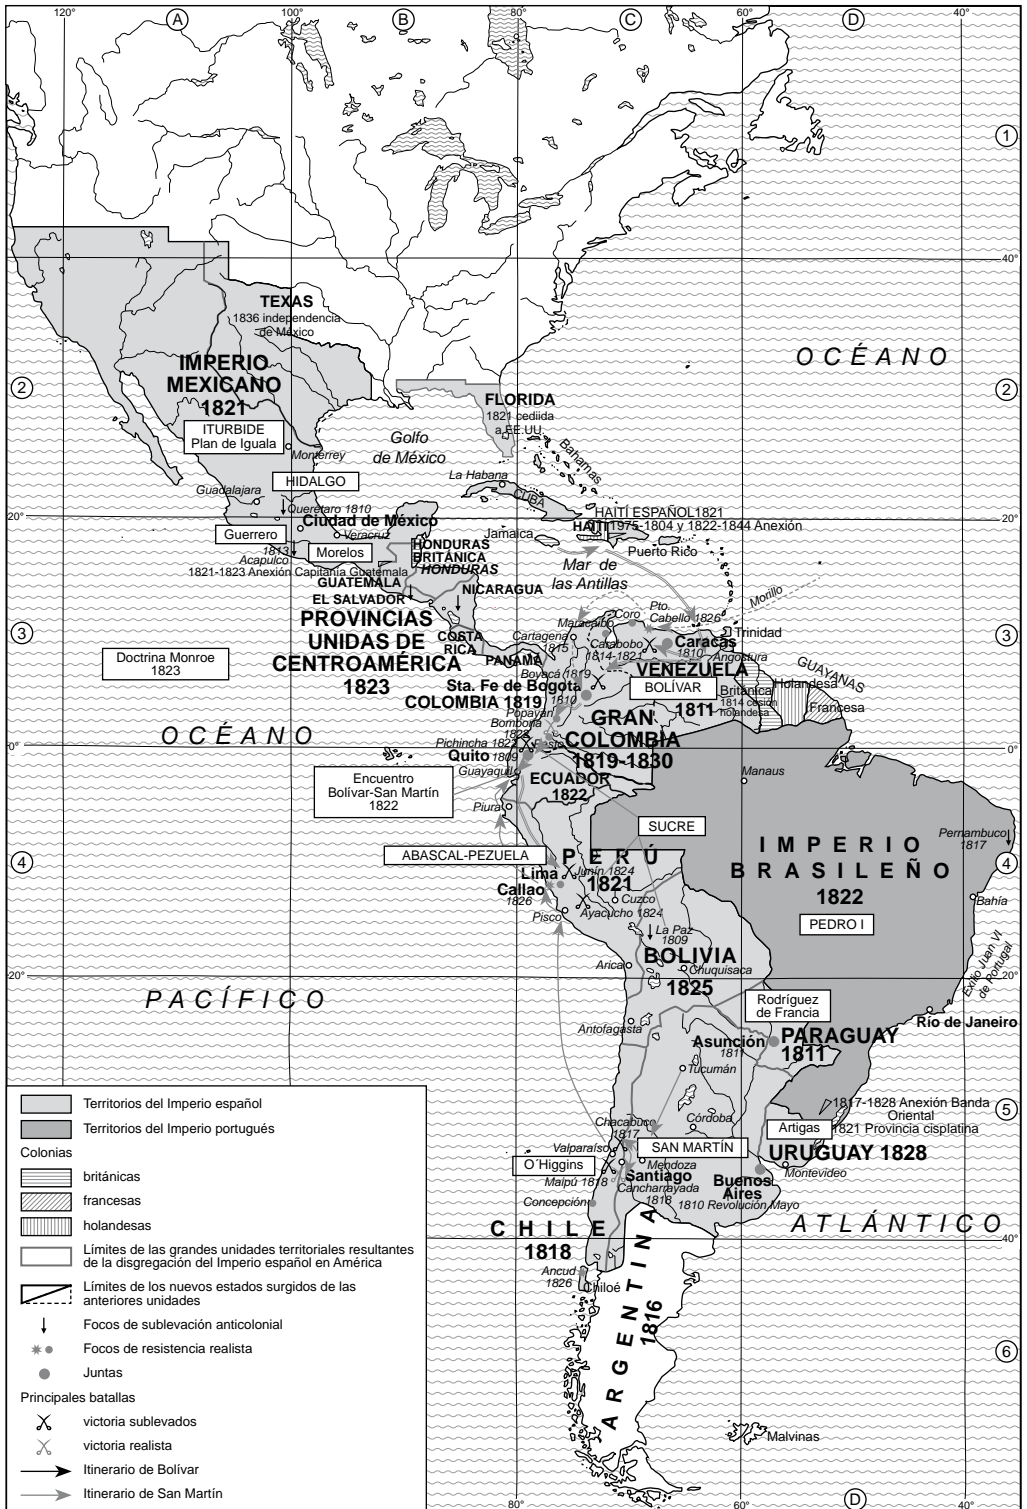 120°
A
100°
B
80°
C
60°
D
40°
1
40°
TEXAS
1836 independencia
de México
OCÉANO
IMPERIO
MEXICANO
1821
2
2
FLORIDA
1821 cediida
a EE.UU.
ITURBIDE
Plan de Iguala
Golfo
de México
Monterrey
Bahamas
HIDALGO
La Habana
Guadalajara
CUBA
Querétaro 1810
HAITÍ ESPAÑOL1821
20°
Ciudad de México
20°
HAITÍ
1975-1804 y 1822-1844 Anexión
Guerrero
Veracruz
Jamaica
1813
Morelos
HONDURAS
BRITÁNICA
Puerto Rico
Acapulco
Mar de
las Antillas
1821-1823 Anexión Capitanía Guatemala
HONDURAS
GUATEMALA
NICARAGUA
EL SALVADOR
Morillo
PROVINCIAS
UNIDAS DE
CENTROAMÉRICA
1823
Coro
Pto.
Cabello 1826
Maracaibo
3
3
COSTA
RICA
Cartagena
1815
Carabobo
1814-1821
Caracas
1810
Trinidad
Doctrina Monroe
1823
PANAMÁ
Angostura
Boyacá 1819
VENEZUELA
1811
GUAYANAS
Sta. Fe de Bogota
1810
BOLÍVAR
Británica
1814 cesión
holandesa
Holandesa
COLOMBIA 1819
Francesa
Popayán
GRAN
COLOMBIA
1819-1830
Bomboná
1822
OCÉANO
Pichincha 1822
Pasto
0°
0°
Quito 1809
Guayaquil
ECUADOR
1822
Manaus
Encuentro
Bolívar-San Martín
1822
Piura
SUCRE
Pernambuco
1817
IMPERIO
BRASILEÑO
1822
ABASCAL-PEZUELA
PERÚ
1821
4
4
Lima
Junín 1824
Callao
1826
Cuzco
Bahía
Pisco
Ayacucho 1824
PEDRO I
La Paz
1809
BOLIVIA
1825
Arica
Chuquisaca
Exilio Juan VI
de Portugal
20°
20°
PACÍFICO
Rodríguez
de Francia
Río de Janeiro
Antofagasta
Asunción
1811
PARAGUAY
1811
Tucumán
1817-1828 Anexión Banda
Oriental
1821 Provincia cisplatina
5
Chacabuco
1817
Córdoba
Artigas
Valparaíso
SAN MARTÍN
URUGUAY 1828
O´Higgins
Mendoza
Montevideo
Maipú 1818
Santiago
Cancharrayada
1818
Buenos
Aires
1810 Revolución Mayo
Concepción
CHILE
1818
ATLÁNTICO
40°
Ancud
1826
Chiloé
ARGENTINA
1816
6
Malvinas
80°
60°
D
40°
Territorios del Imperio español
Territorios del Imperio portugués
Colonias
británicas
francesas
holandesas
Límites de las grandes unidades territoriales resultantes
de la disgregación del Imperio español en América
Límites de los nuevos estados surgidos de las
anteriores unidades
Focos de sublevación anticolonial
Focos de resistencia realista
Juntas
Principales batallas
victoria sublevados
victoria realista
Itinerario de Bolívar
Itinerario de San Martín